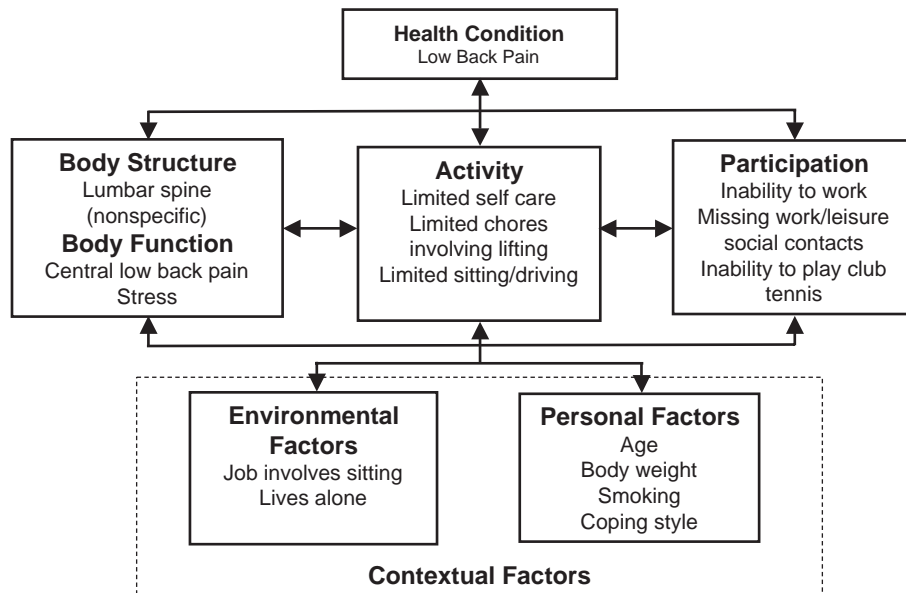 Health Condition
Low Back Pain
Body Structure
Lumbar spine
(nonspecific)
Body Function
Central low back pain
Stress
Activity
Limited self care
Limited chores
involving lifting
Limited sitting/driving
Participation
Inability to work
Missing work/leisure
social contacts
Inability to play club
tennis
Environmental
Factors
Job involves sitting
Lives alone
Personal Factors
Age
Body weight
Smoking
Coping style
Contextual Factors